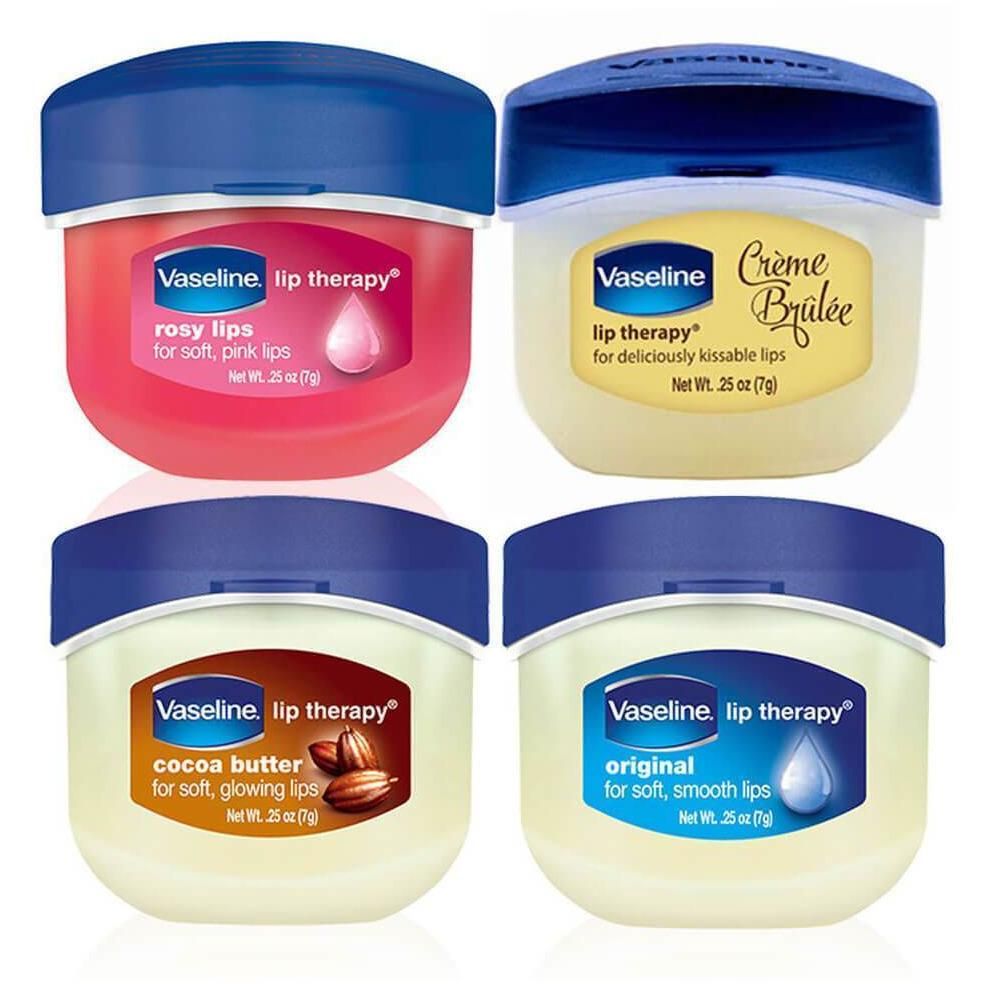 Vaseline. lip therapy®
rosy lips
for soft, pink lips
Net Wt. .25 oz (7g)
Vaseline
Vaseline
Crème
Brûlée
lip therapy®
for deliciously kissable lips
Net Wt. .25 oz (7g)
Vaseline. lip therapy®
cocoa butter
for soft, glowing lips
Net Wt. .25 oz (7g)
Vaseline. lip therapy®
original
for soft, smooth lips
Net Wt. .25 oz (7g)